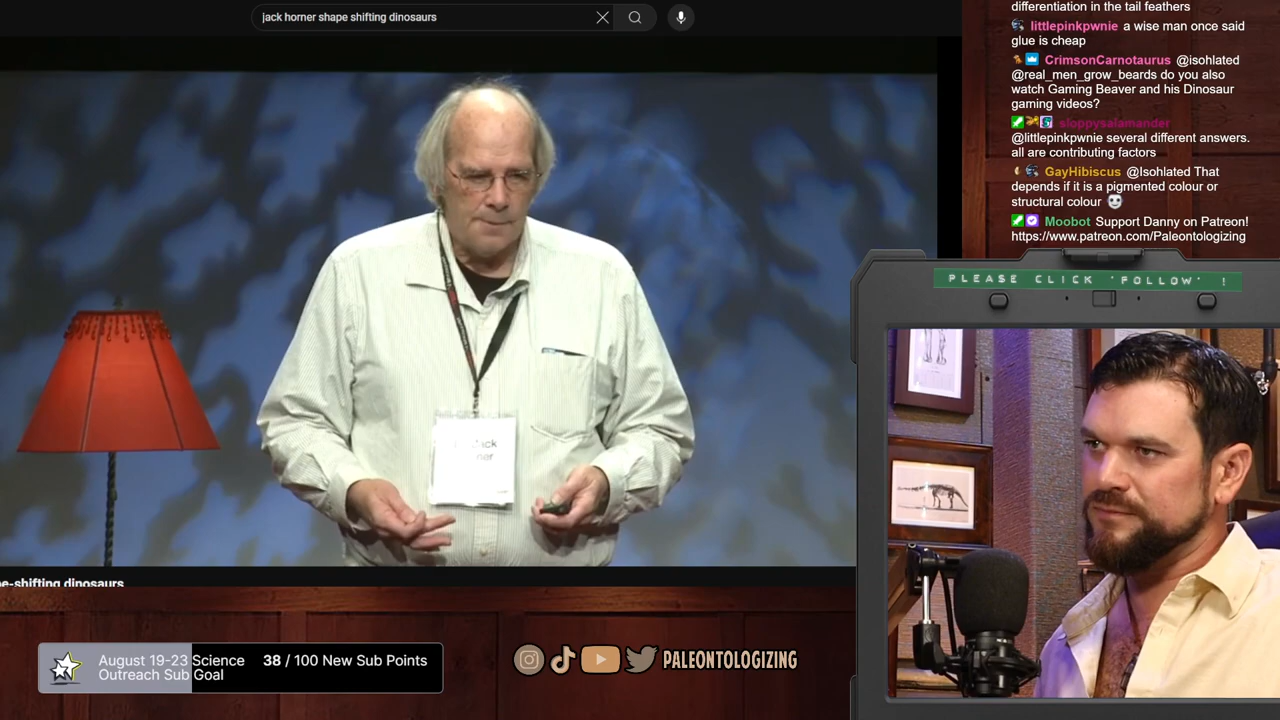 jack horner shape shifting dinosaurs
differentiation in the tail feathers
littlepinkpwnie a wise man once said
glue is cheap
CrimsonCarnotaurus @isohlated
@real_men_grow_beards do you also
watch Gaming Beaver and his Dinosaur
gaming videos?
sloppysalamander
@littlepinkpwnie several different answers.
all are contributing factors
GayHibiscus @Isohlated That
depends if it is a pigmented colour or
structural colour
Moobot Support Danny on Patreon!
https://www.patreon.com/Paleontologizing
PLEASE CLICK 'FOLLOW' !
Jack
ner
pe-shifting dinosaurs
August 19-23 Science 38 / 100 New Sub Points
Outreach Sub Goal
PALEONTOLOGIZING